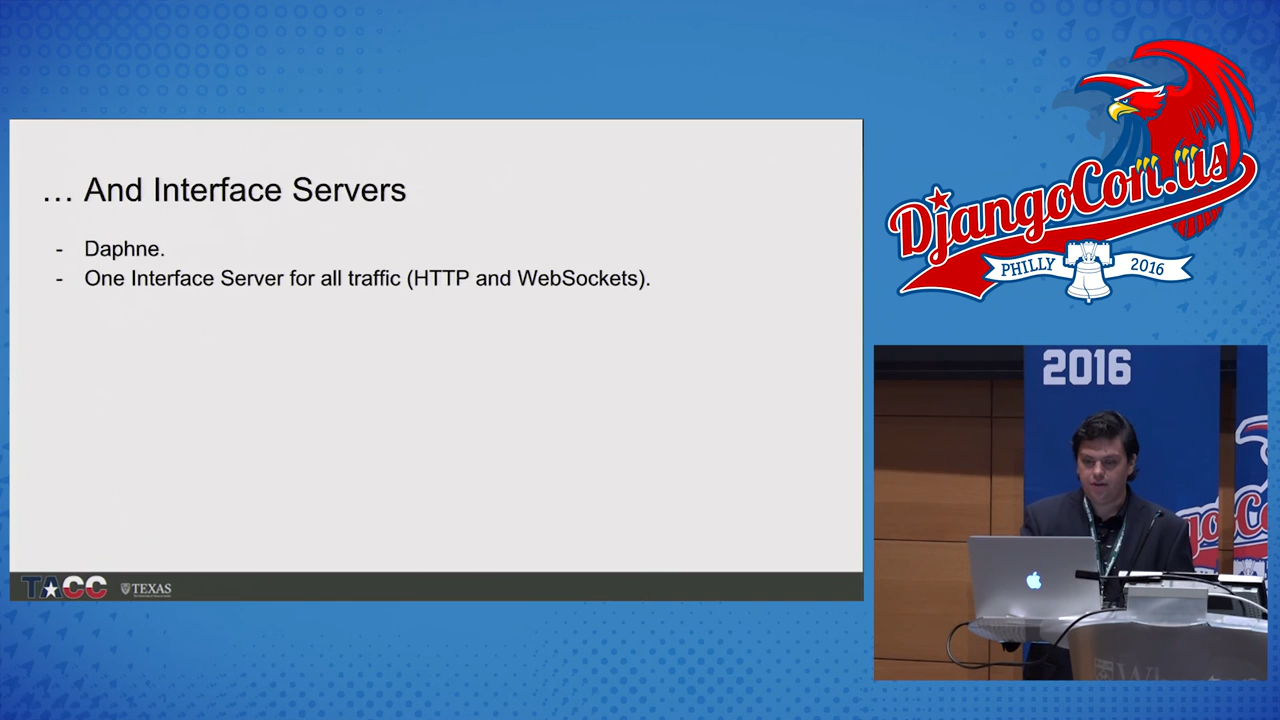 … And Interface Servers
- Daphne.
- One Interface Server for all traffic (HTTP and WebSockets).
TACC
TEXAS
DjangoCon.us
PHILLY
2016
2016